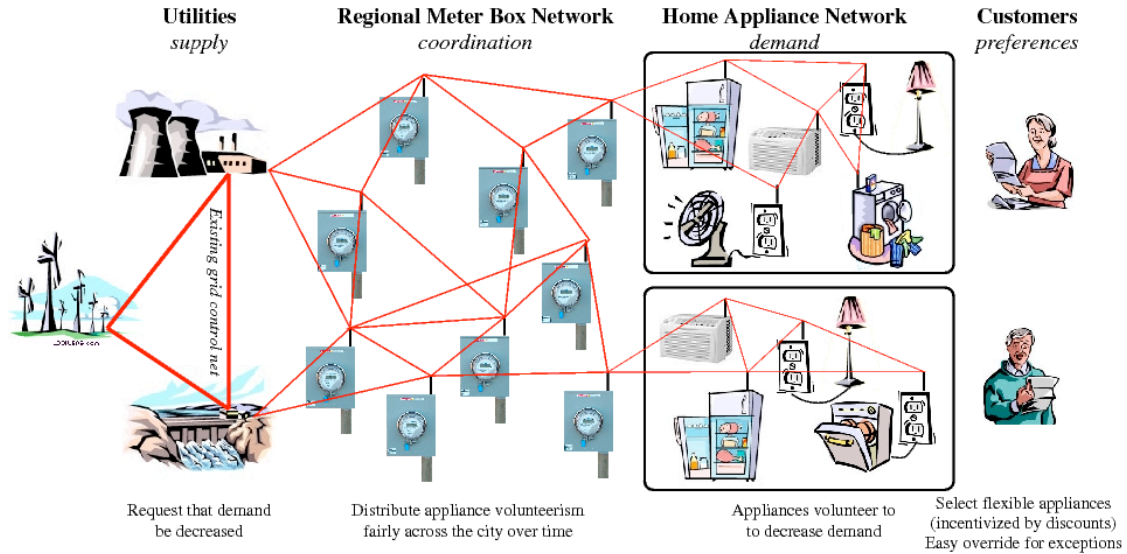 Utilities
supply
Regional Meter Box Network
coordination
Home Appliance Network
demand
Customers
preferences
Existing grid control net
Request that demand
be decreased
Distribute appliance volunteerism
fairly across the city over time
Appliances volunteer to
to decrease demand
Select flexible appliances
(incentivized by discounts)
Easy override for exceptions